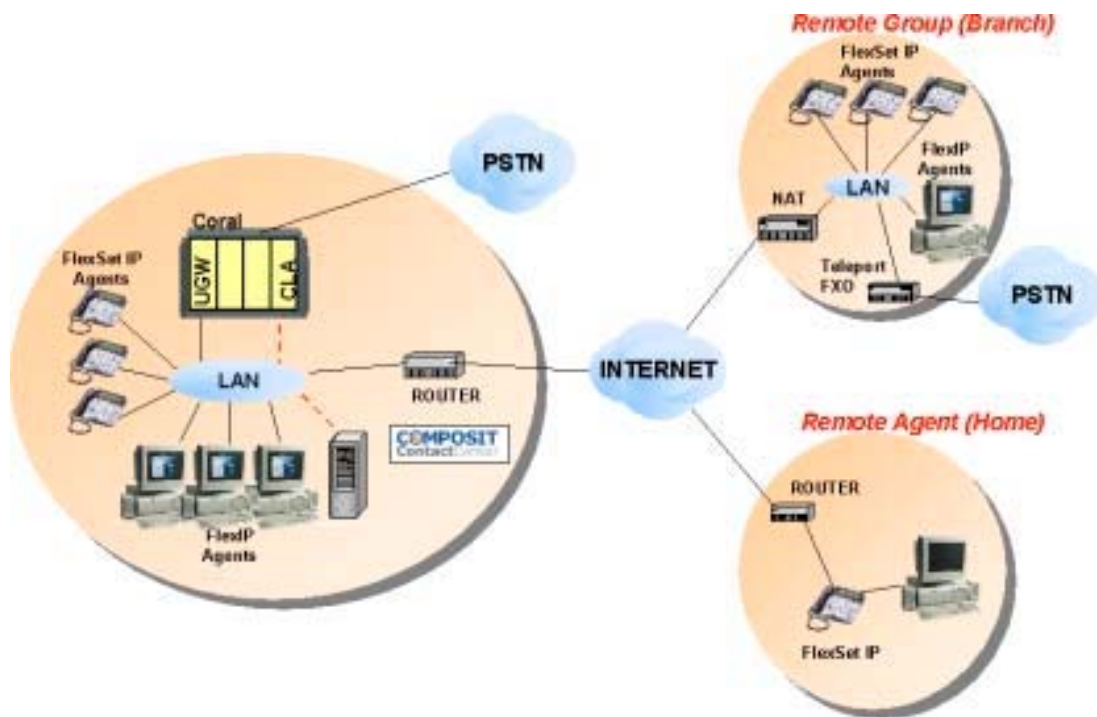 Remote Group (Branch)
FlexSet IP
Agents
PSTN
FlexIP
Agents
LAN
NAT
Coral
UGW
CLA
FlexSet IP
Agents
Teleport
FXO
PSTN
INTERNET
LAN
ROUTER
COMPOSIT
ContactCenter
Remote Agent (Home)
ROUTER
FlexIP
Agents
FlexSet IP